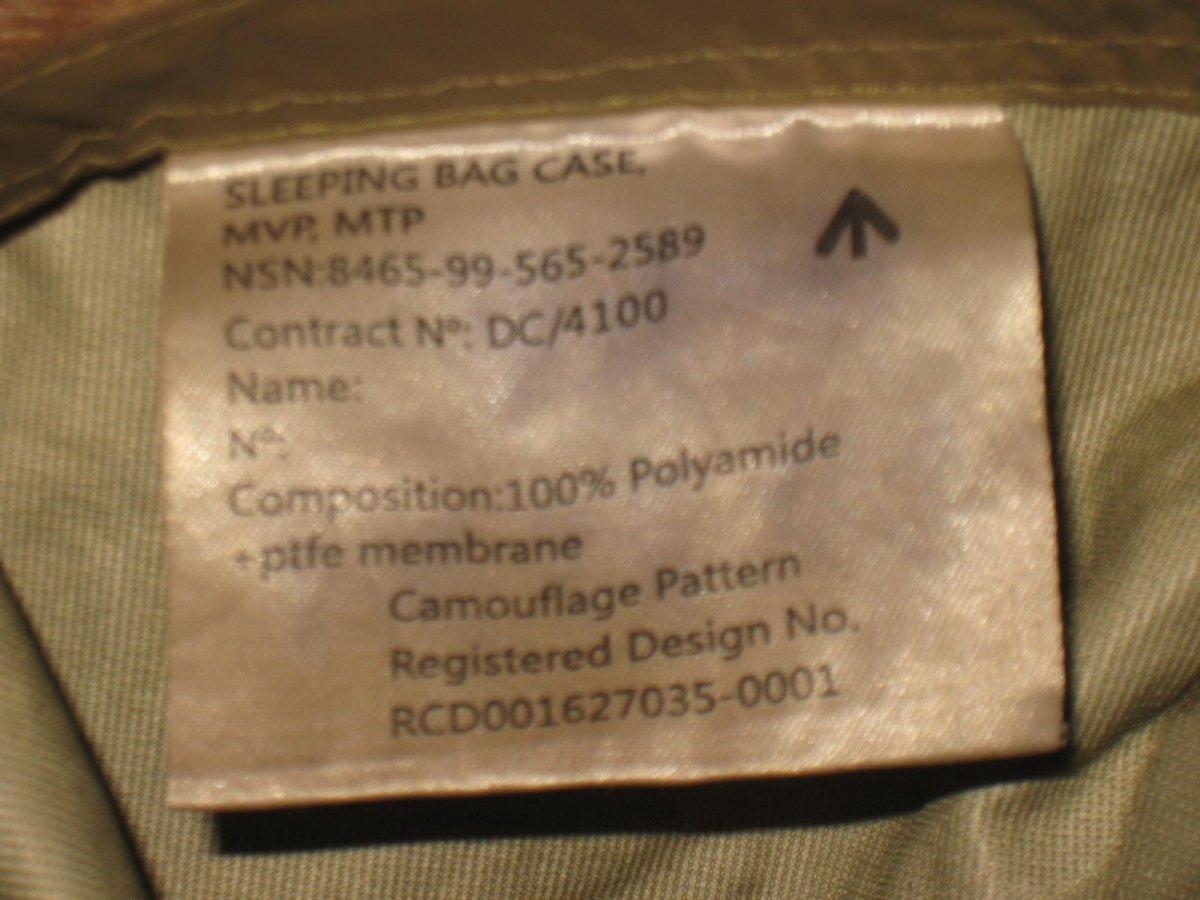 SLEEPING BAG CASE,
MVP, MTP
NSN:8465-99-565-2589
Contract Nº: DC/4100
Name:
Nº:
Composition:100% Polyamide
+ptfe membrane
Camouflage Pattern
Registered Design No.
RCD001627035-0001